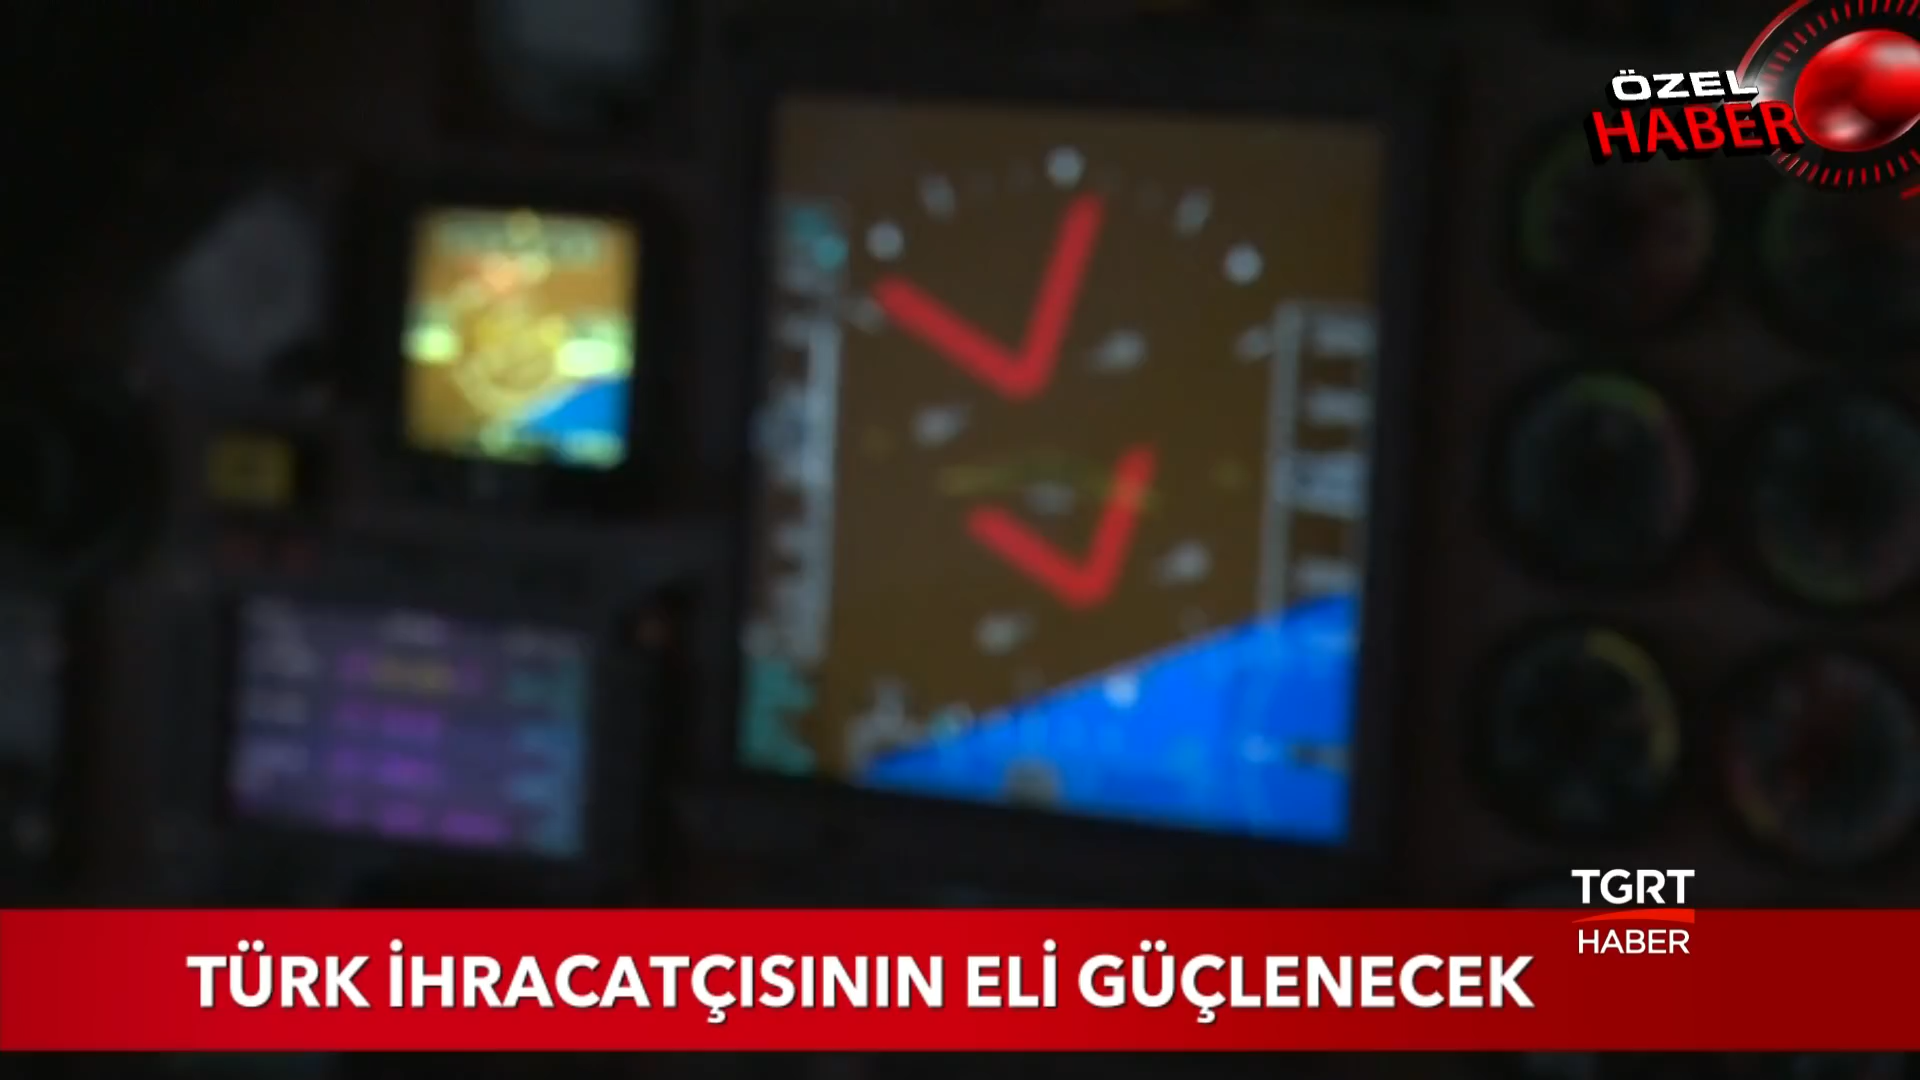 ÖZEL
HABER
TGRT
HABER
TÜRK İHRACATÇISININ ELİ GÜÇLENECEK